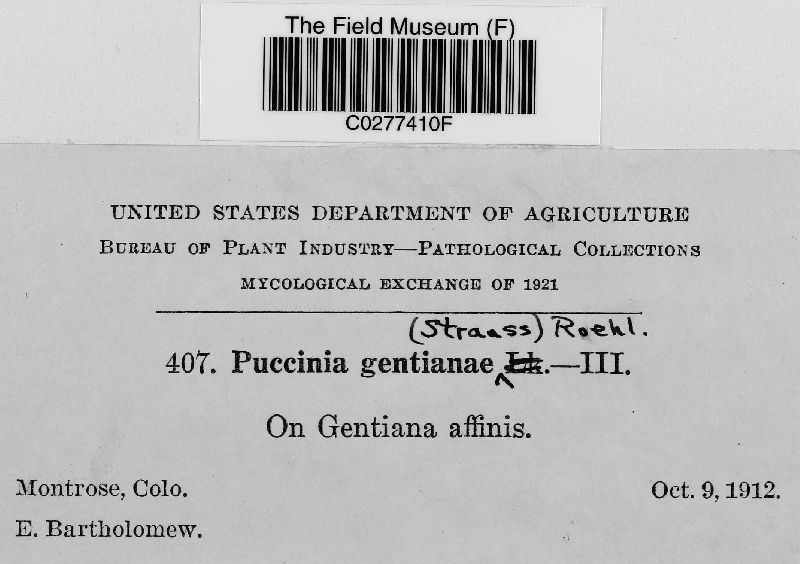 The Field Museum (F)
C0277410F
UNITED STATES DEPARTMENT OF AGRICULTURE
BUREAU OF PLANT INDUSTRY—PATHOLOGICAL COLLECTIONS
MYCOLOGICAL EXCHANGE OF 1921
(Strauss) Roehl.
407. Puccinia gentianae Lk.—III.
On Gentiana affinis.
Montrose, Colo. Oct. 9, 1912.
E. Bartholomew.